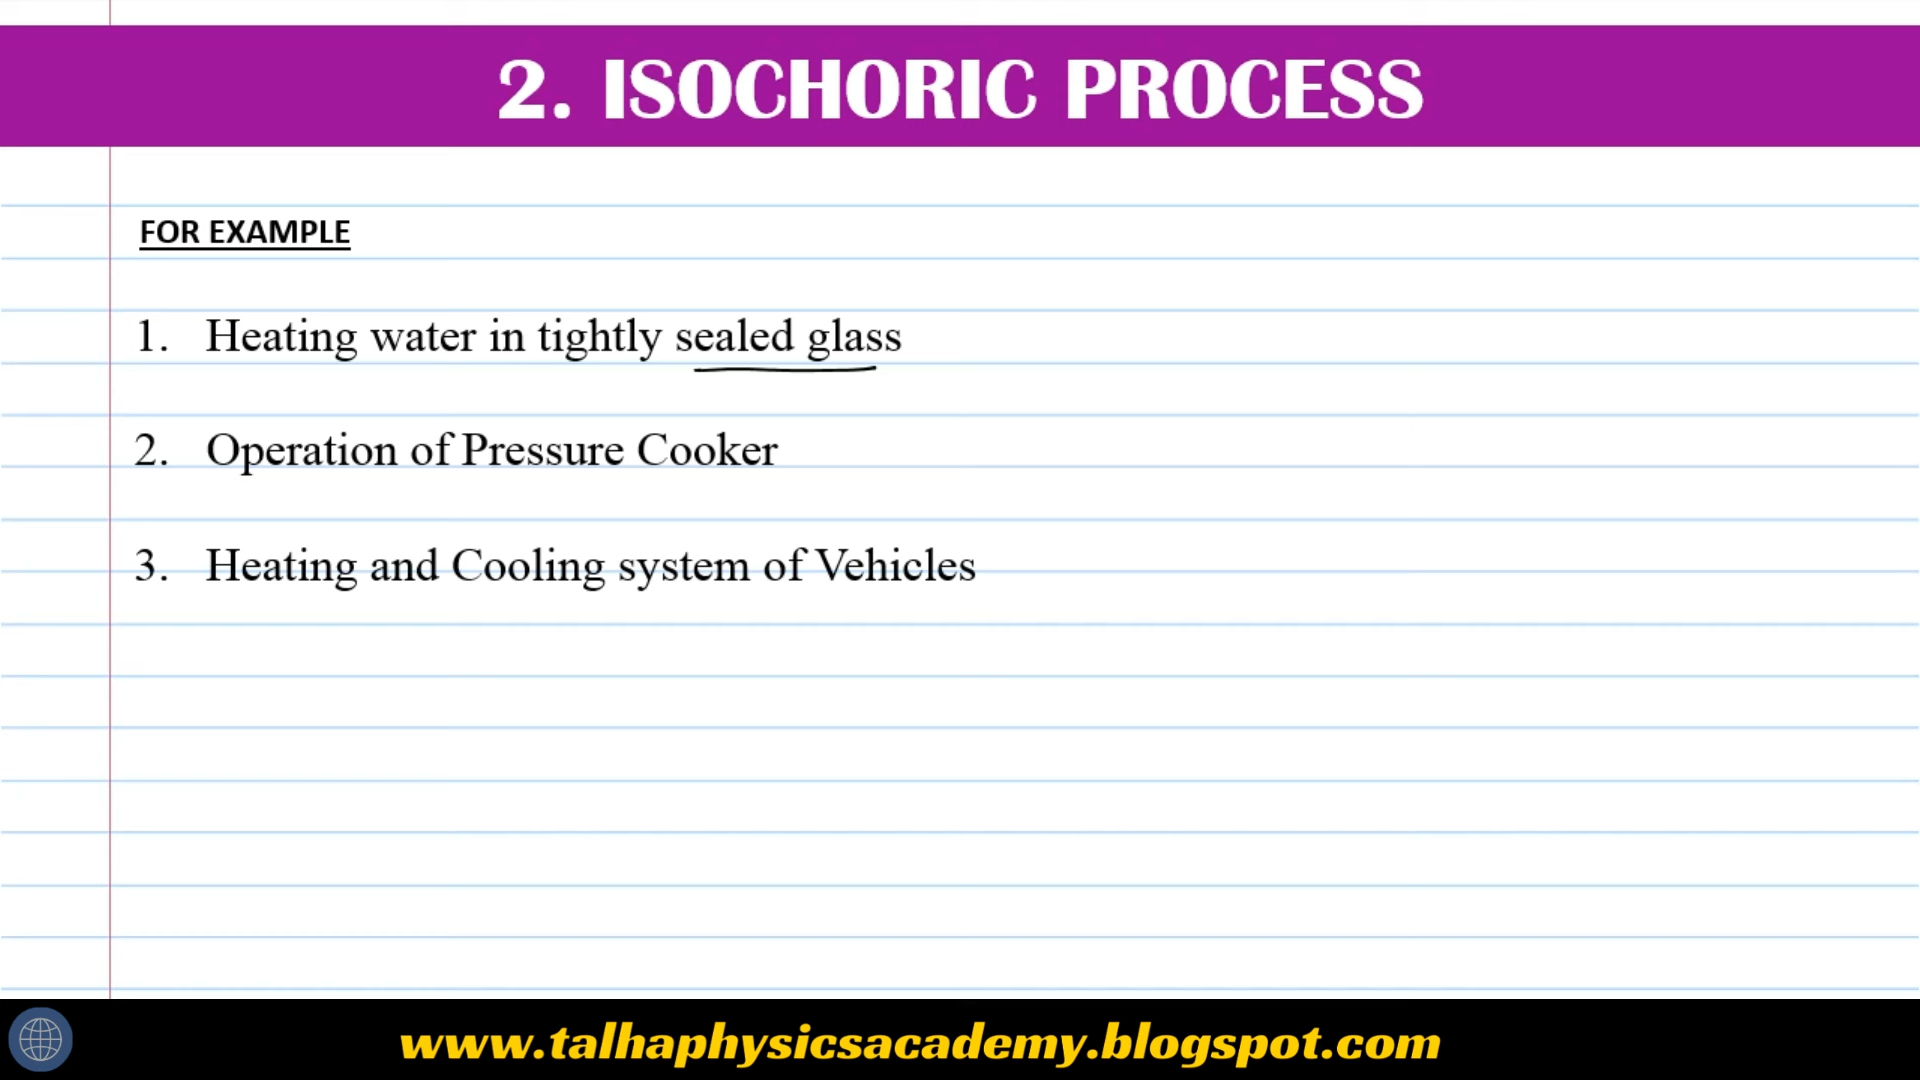 2. ISOCHORIC PROCESS
FOR EXAMPLE
1. Heating water in tightly sealed glass
2. Operation of Pressure Cooker
3. Heating and Cooling system of Vehicles
www.talhaphysicsacademy.blogspot.com